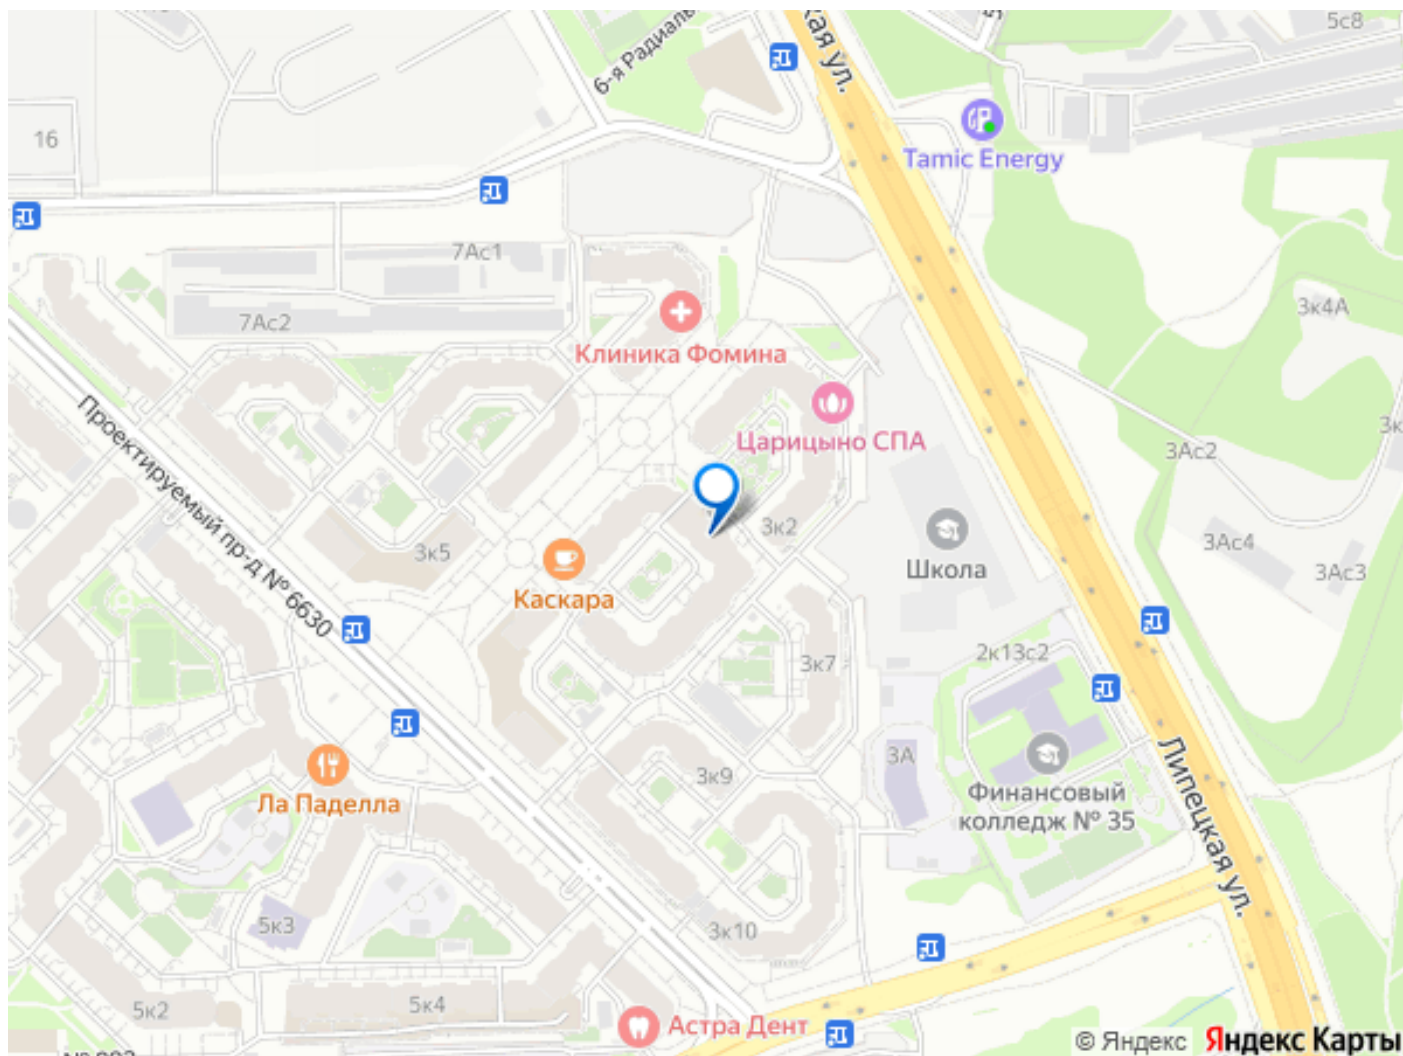 5с8
6-я Радиаль
кая ул.
16
Tamic Energy
7Ас1
3к4А
7Ас2
Клиника Фомина
Проектируемый пр-д № 6630
Царицыно СПА
3Ас2
3к2
3к5
Школа
3Ас4
3Ас3
Каскара
2к13с2
3к7
3А
3к9
Липецкая ул.
Ла Паделла
Финансовый
колледж № 35
5к3
3к10
5к2
5к4
Астра Дент
© Яндекс Яндекс Карты